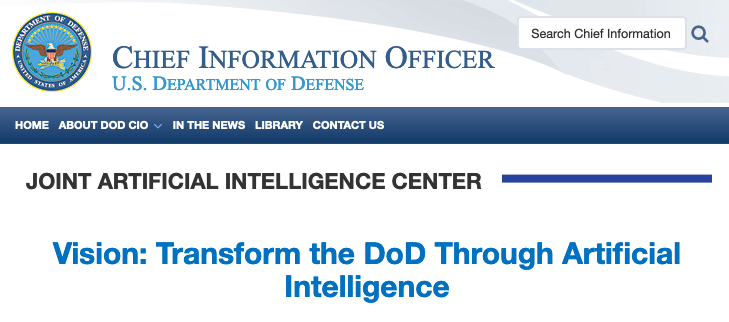 DEPARTMENT OF DEFENSE
UNITED STATES OF AMERICA
CHIEF INFORMATION OFFICER
U.S. DEPARTMENT OF DEFENSE
Search Chief Information
HOME ABOUT DOD CIO IN THE NEWS LIBRARY CONTACT US
JOINT ARTIFICIAL INTELLIGENCE CENTER
Vision: Transform the DoD Through Artificial
Intelligence